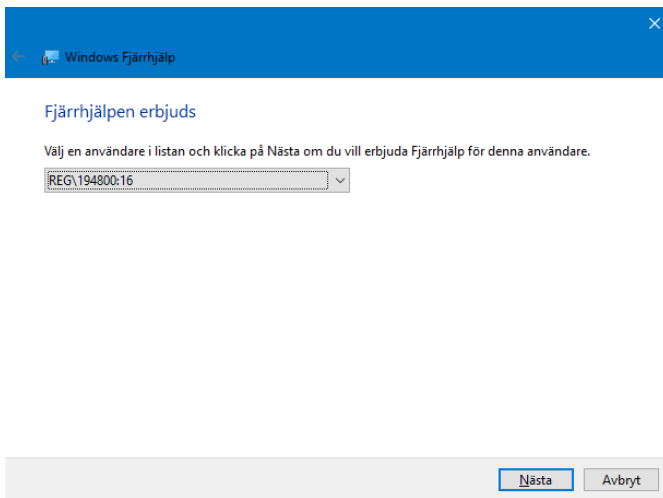 Windows Fjärrhjälp
Fjärrhjälpen erbjuds
Välj en användare i listan och klicka på Nästa om du vill erbjuda Fjärrhjälp för denna användare.
REG\194800:16
Nästa
Avbryt